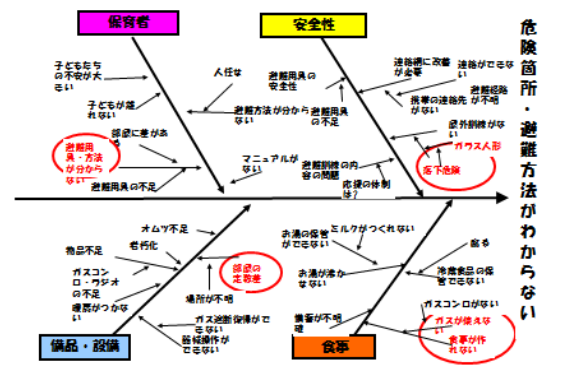 保育者
安全性
危険箇所・避難方法がわからない
子どもたち
の不安が大
きい
子どもが離
れない
人任せ
避難方法が分から
ない
部屋に差があ
る
避難用
具・方法
が分から
ない
避難用具の不足
マニュアルが
ない
避難用具の
安全性
避難用具
の不足
連絡網に改善
が必要
連絡ができな
い
携帯の連絡先
避難経路
が不明
屋外訓練がな
い
ガラス人形
落下危険
避難訓練の内
容の問題
応援の体制
は?
オムツ不足
老朽化
物品不足
ガスコン
ロ・ラジオ
の不足
暖房がつかな
い
部屋の
定数差
場所が不明
ガス遮断復帰がで
きない
器械操作が
できない
お湯の保管
ができない
ミルクがつくれない
お湯が沸か
せない
腐る
冷蔵食品の保
管できない
備蓄が不明
確
ガスコンロがない
ガスが使えな
い
食事が作
れない
備品・設備
食事